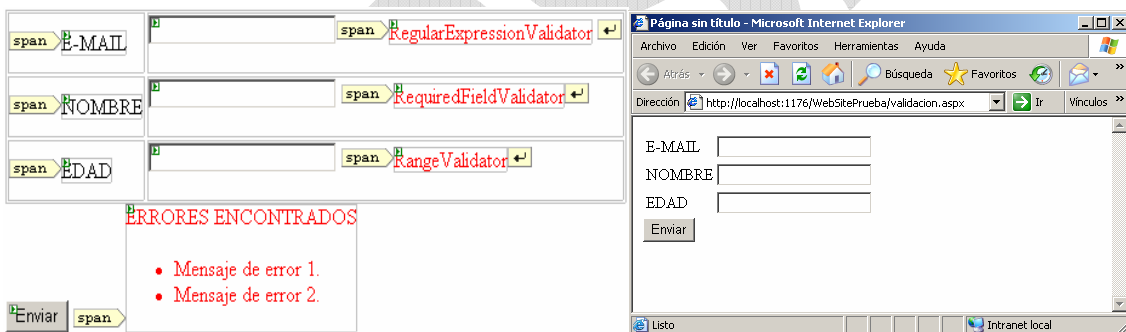 span E-MAIL span RegularExpressionValidator
span NOMBRE span RequiredFieldValidator
span EDAD span RangeValidator
ERRORES ENCONTRADOS
• Mensaje de error 1.
• Mensaje de error 2.
Enviar span
Página sin título - Microsoft Internet Explorer
Archivo Edición Ver Favoritos Herramientas Ayuda
Atrás Búsqueda Favoritos »
Dirección http://localhost:1176/WebSitePrueba/validacion.aspx Ir Vínculos »
E-MAIL
NOMBRE
EDAD
Enviar
Listo Intranet local